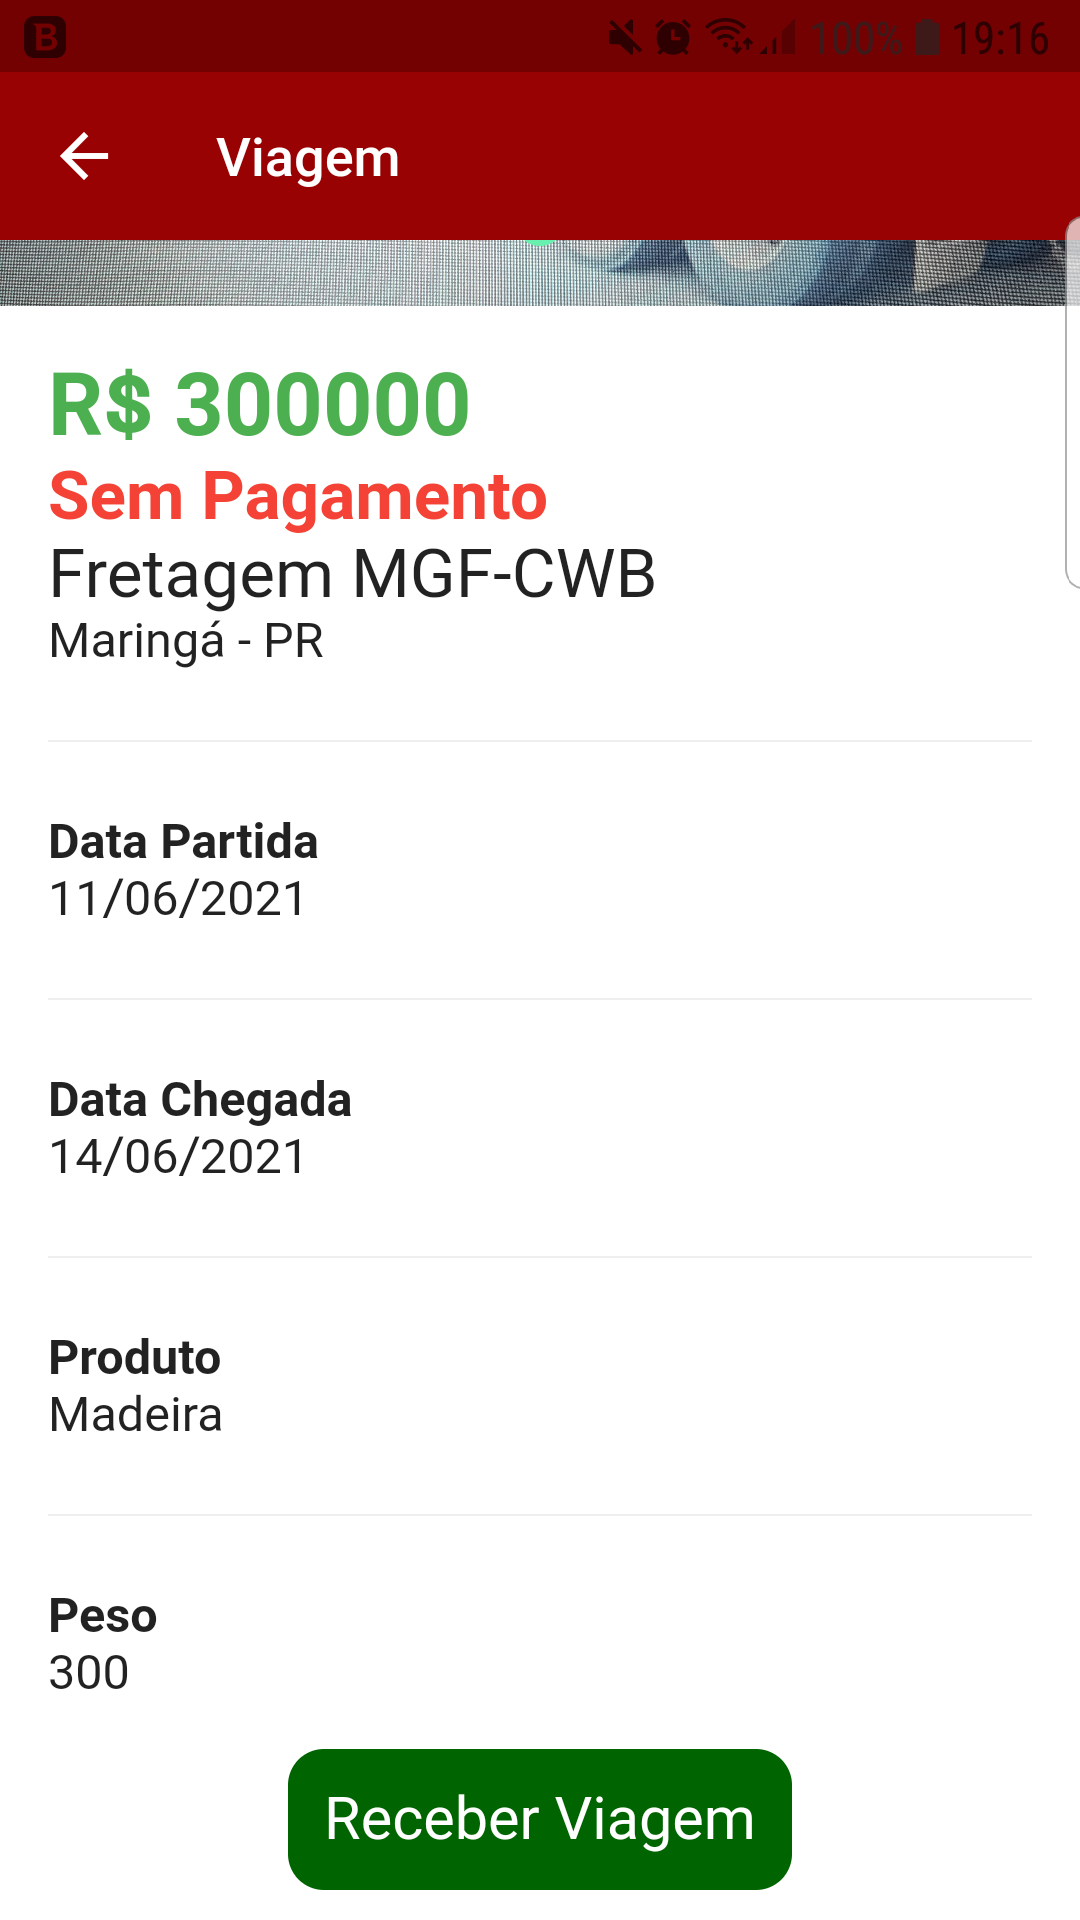 B 100% 19:16
Viagem
R$ 300000
Sem Pagamento
Fretagem MGF-CWB
Maringá - PR
Data Partida
11/06/2021
Data Chegada
14/06/2021
Produto
Madeira
Peso
300
Receber Viagem